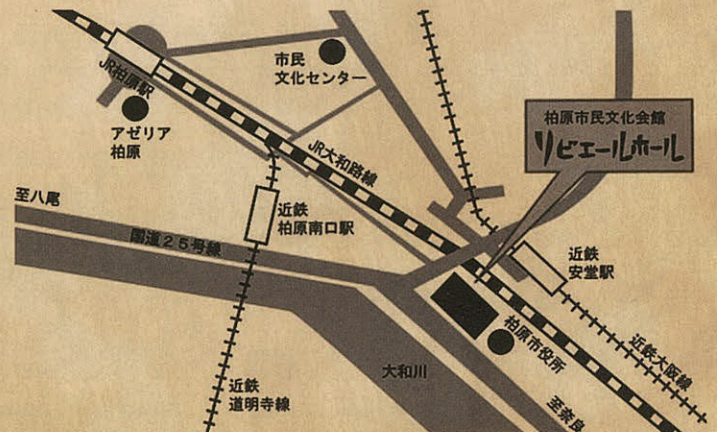 市民
文化センター
JR柏原駅
アゼリア
柏原
柏原市民文化会館
リビエールホール
JR大和路線
至八尾
近鉄
柏原南口駅
国道25号線
近鉄
安堂駅
柏原市役所
近鉄大阪線
大和川
近鉄
道明寺線
至奈良